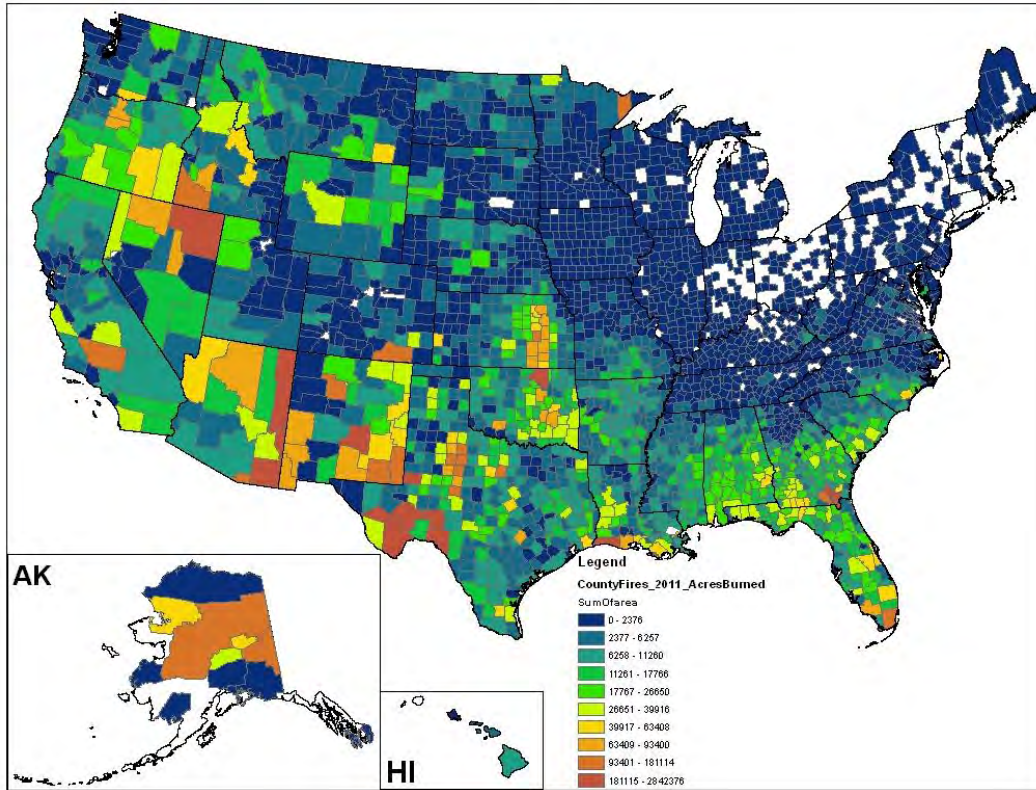 AK
HI
Legend
CountyFires_2011_AcresBurned
SumOfarea
0 - 2376
2377 - 6257
6258 - 11260
11261 - 17766
17767 - 26650
26651 - 39916
39917 - 63408
63409 - 93400
93401 - 181114
181115 - 2842376